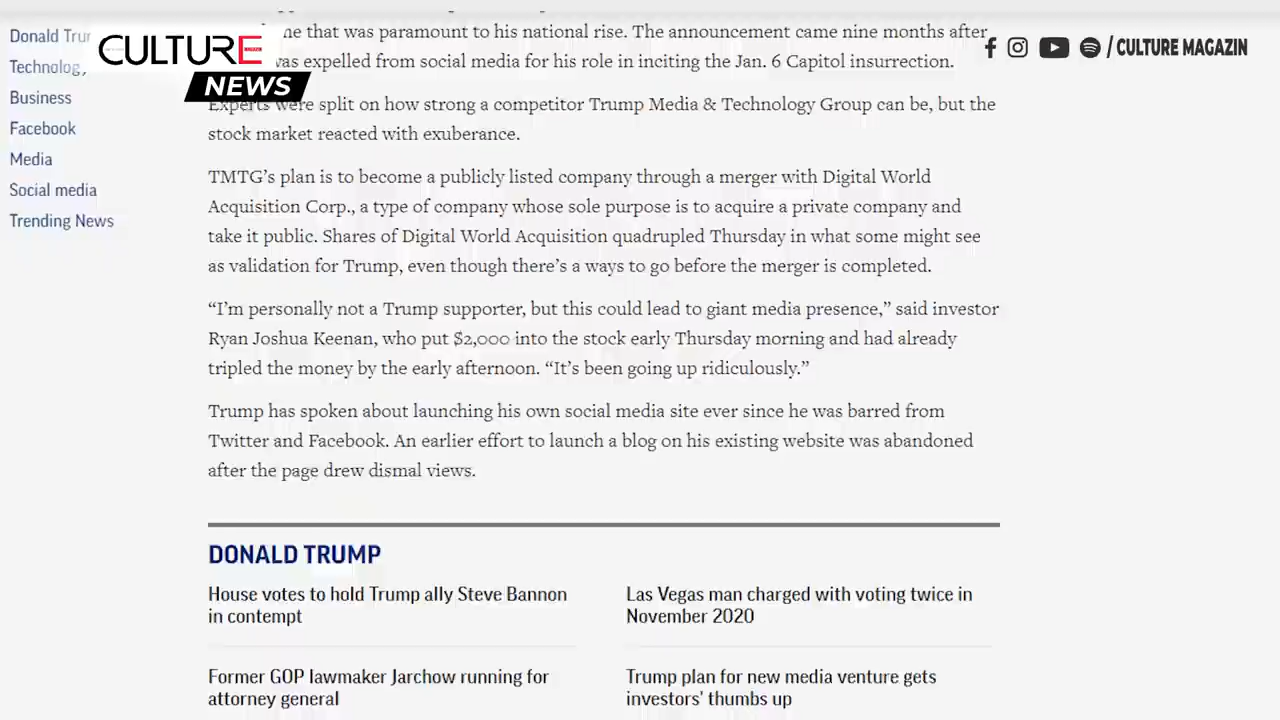 Donald
Technology
Business
Facebook
Media
Social media
Trending News
CULTURE
NEWS
/ CULTURE MAGAZIN
that was paramount to his national rise. The announcement came nine months after
was expelled from social media for his role in inciting the Jan. 6 Capitol insurrection.
Experts were split on how strong a competitor Trump Media & Technology Group can be, but the
stock market reacted with exuberance.
TMTG’s plan is to become a publicly listed company through a merger with Digital World
Acquisition Corp., a type of company whose sole purpose is to acquire a private company and
take it public. Shares of Digital World Acquisition quadrupled Thursday in what some might see
as validation for Trump, even though there’s a ways to go before the merger is completed.
“I’m personally not a Trump supporter, but this could lead to giant media presence,” said investor
Ryan Joshua Keenan, who put $2,000 into the stock early Thursday morning and had already
tripled the money by the early afternoon. “It’s been going up ridiculously.”
Trump has spoken about launching his own social media site ever since he was barred from
Twitter and Facebook. An earlier effort to launch a blog on his existing website was abandoned
after the page drew dismal views.
DONALD TRUMP
House votes to hold Trump ally Steve Bannon
in contempt
Las Vegas man charged with voting twice in
November 2020
Former GOP lawmaker Jarchow running for
attorney general
Trump plan for new media venture gets
investors' thumbs up